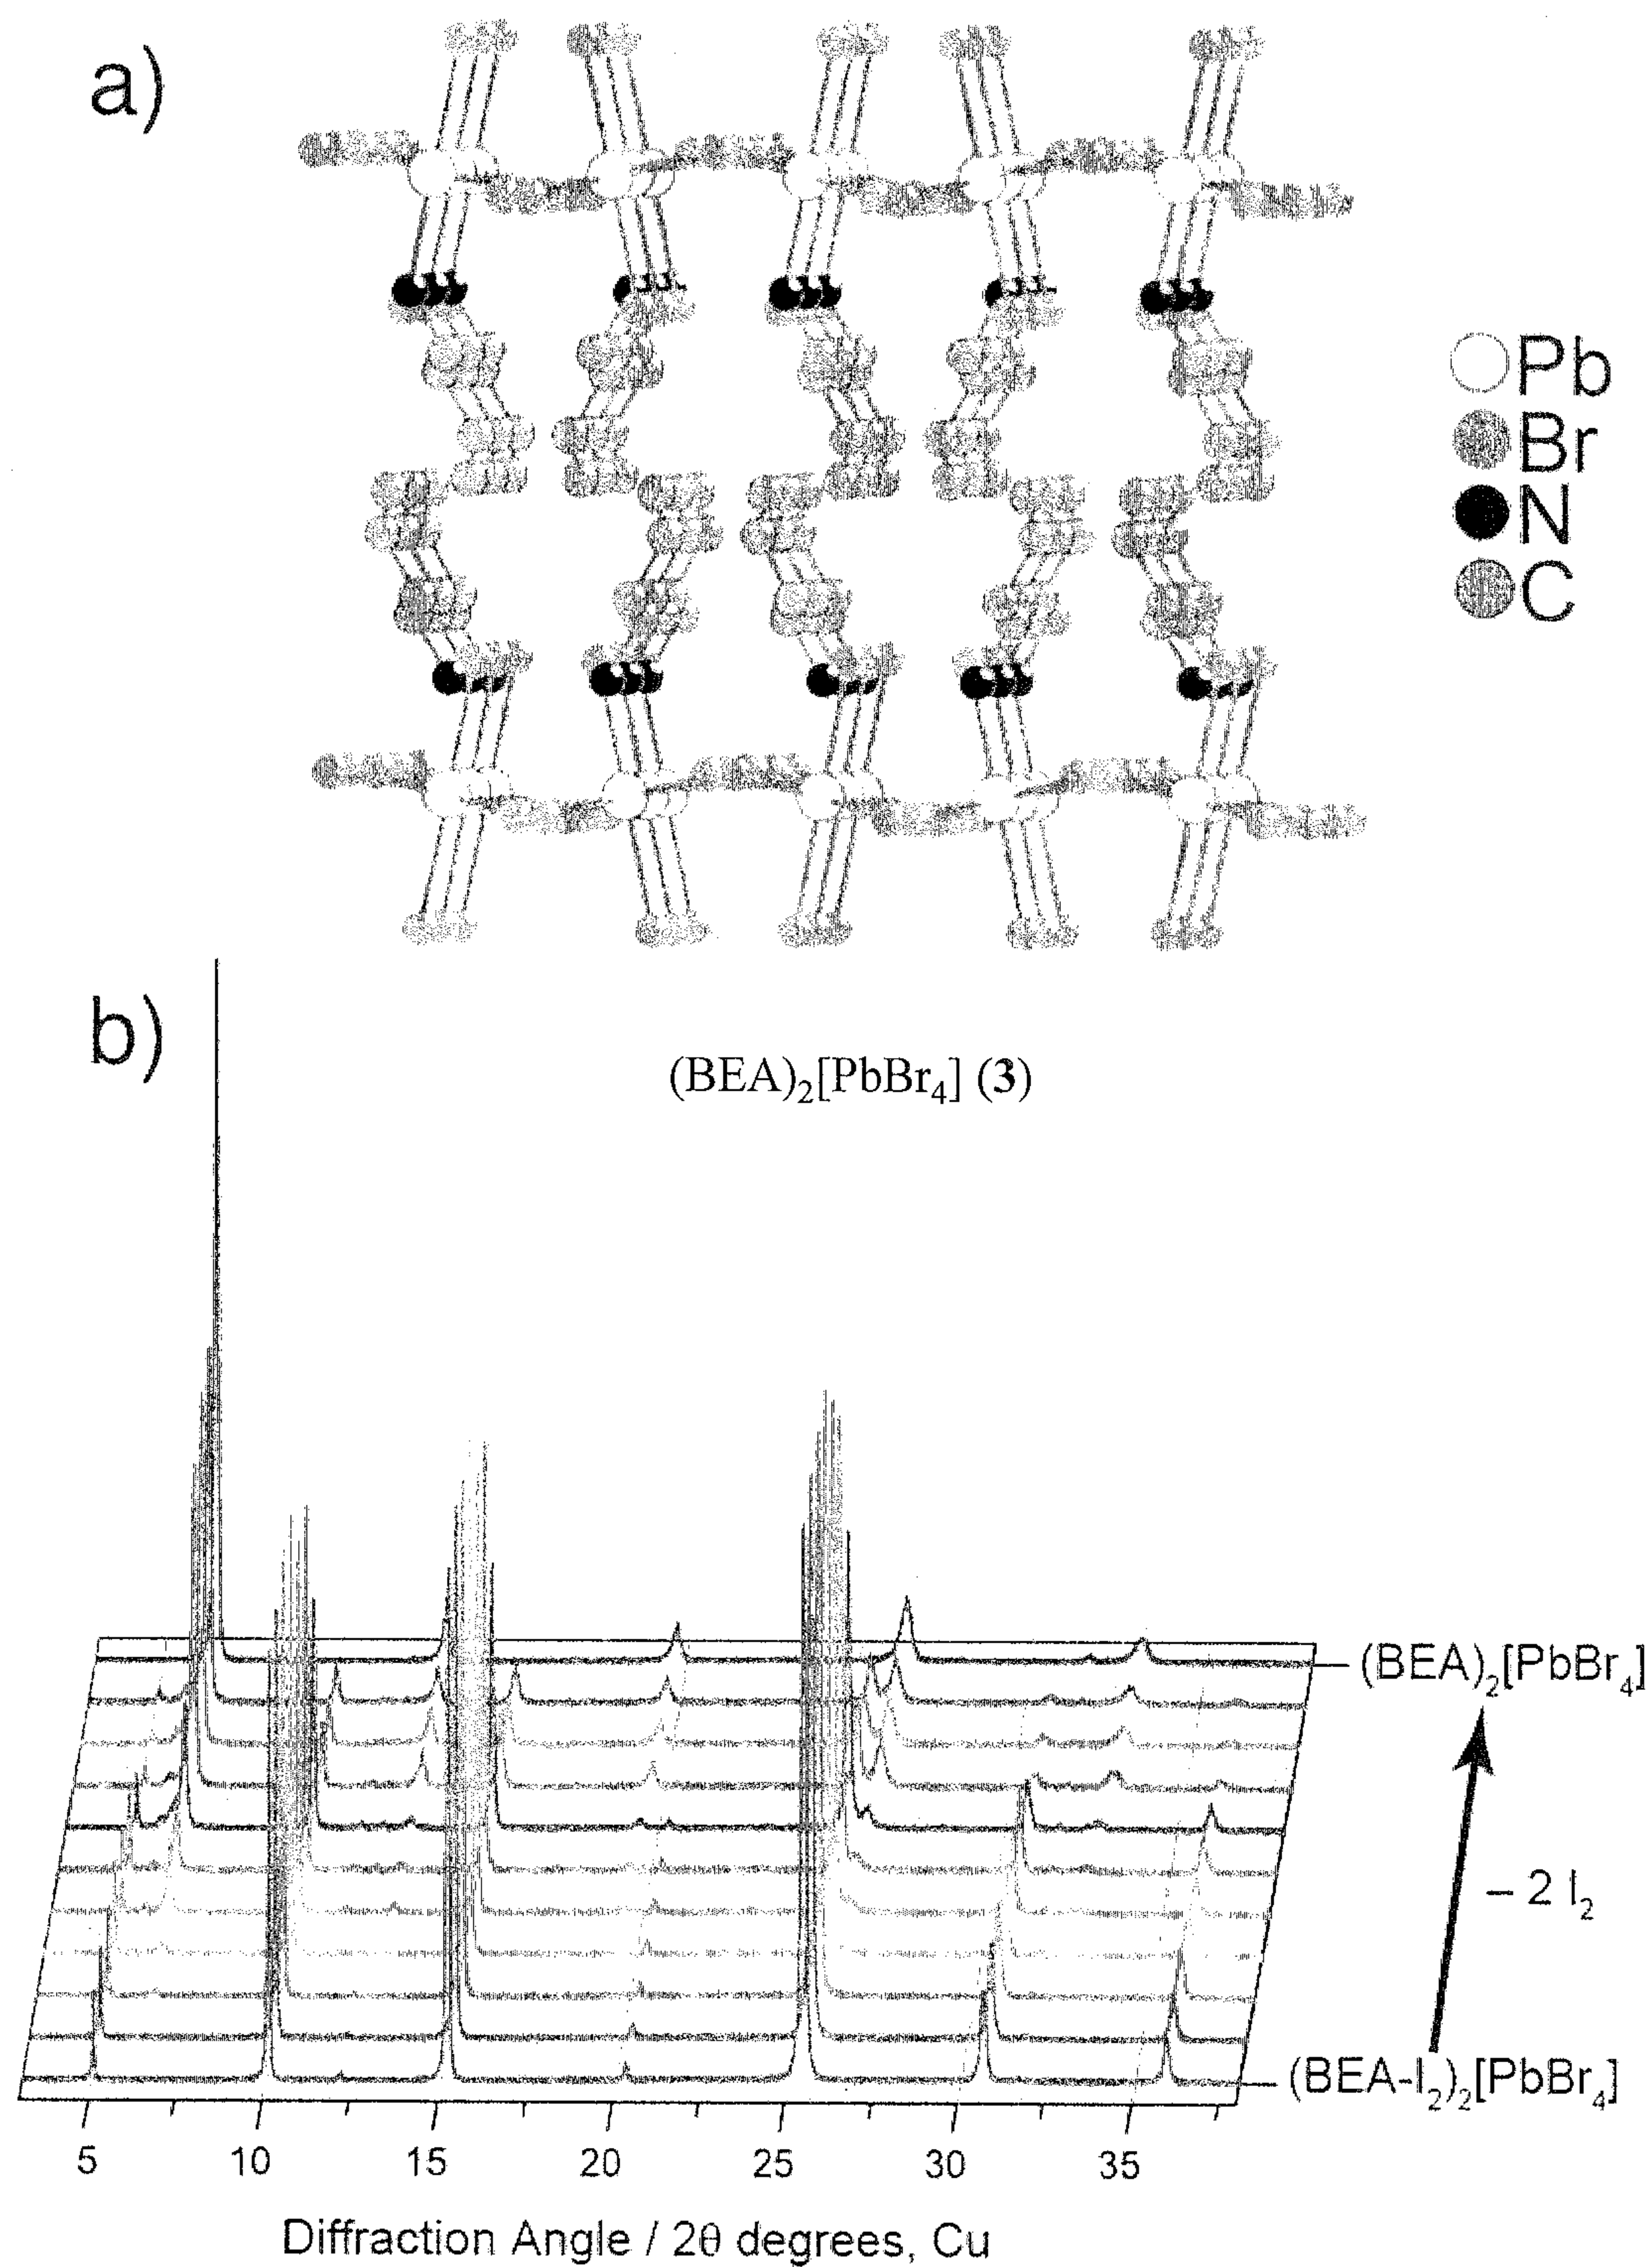 a)
Pb
Br
N
C
b)
(BEA)₂[PbBr₄] (3)
(BEA)₂[PbBr₄]
– 2 I₂
(BEA-I₂)₂[PbBr₄]
5 10 15 20 25 30 35
Diffraction Angle / 2θ degrees, Cu